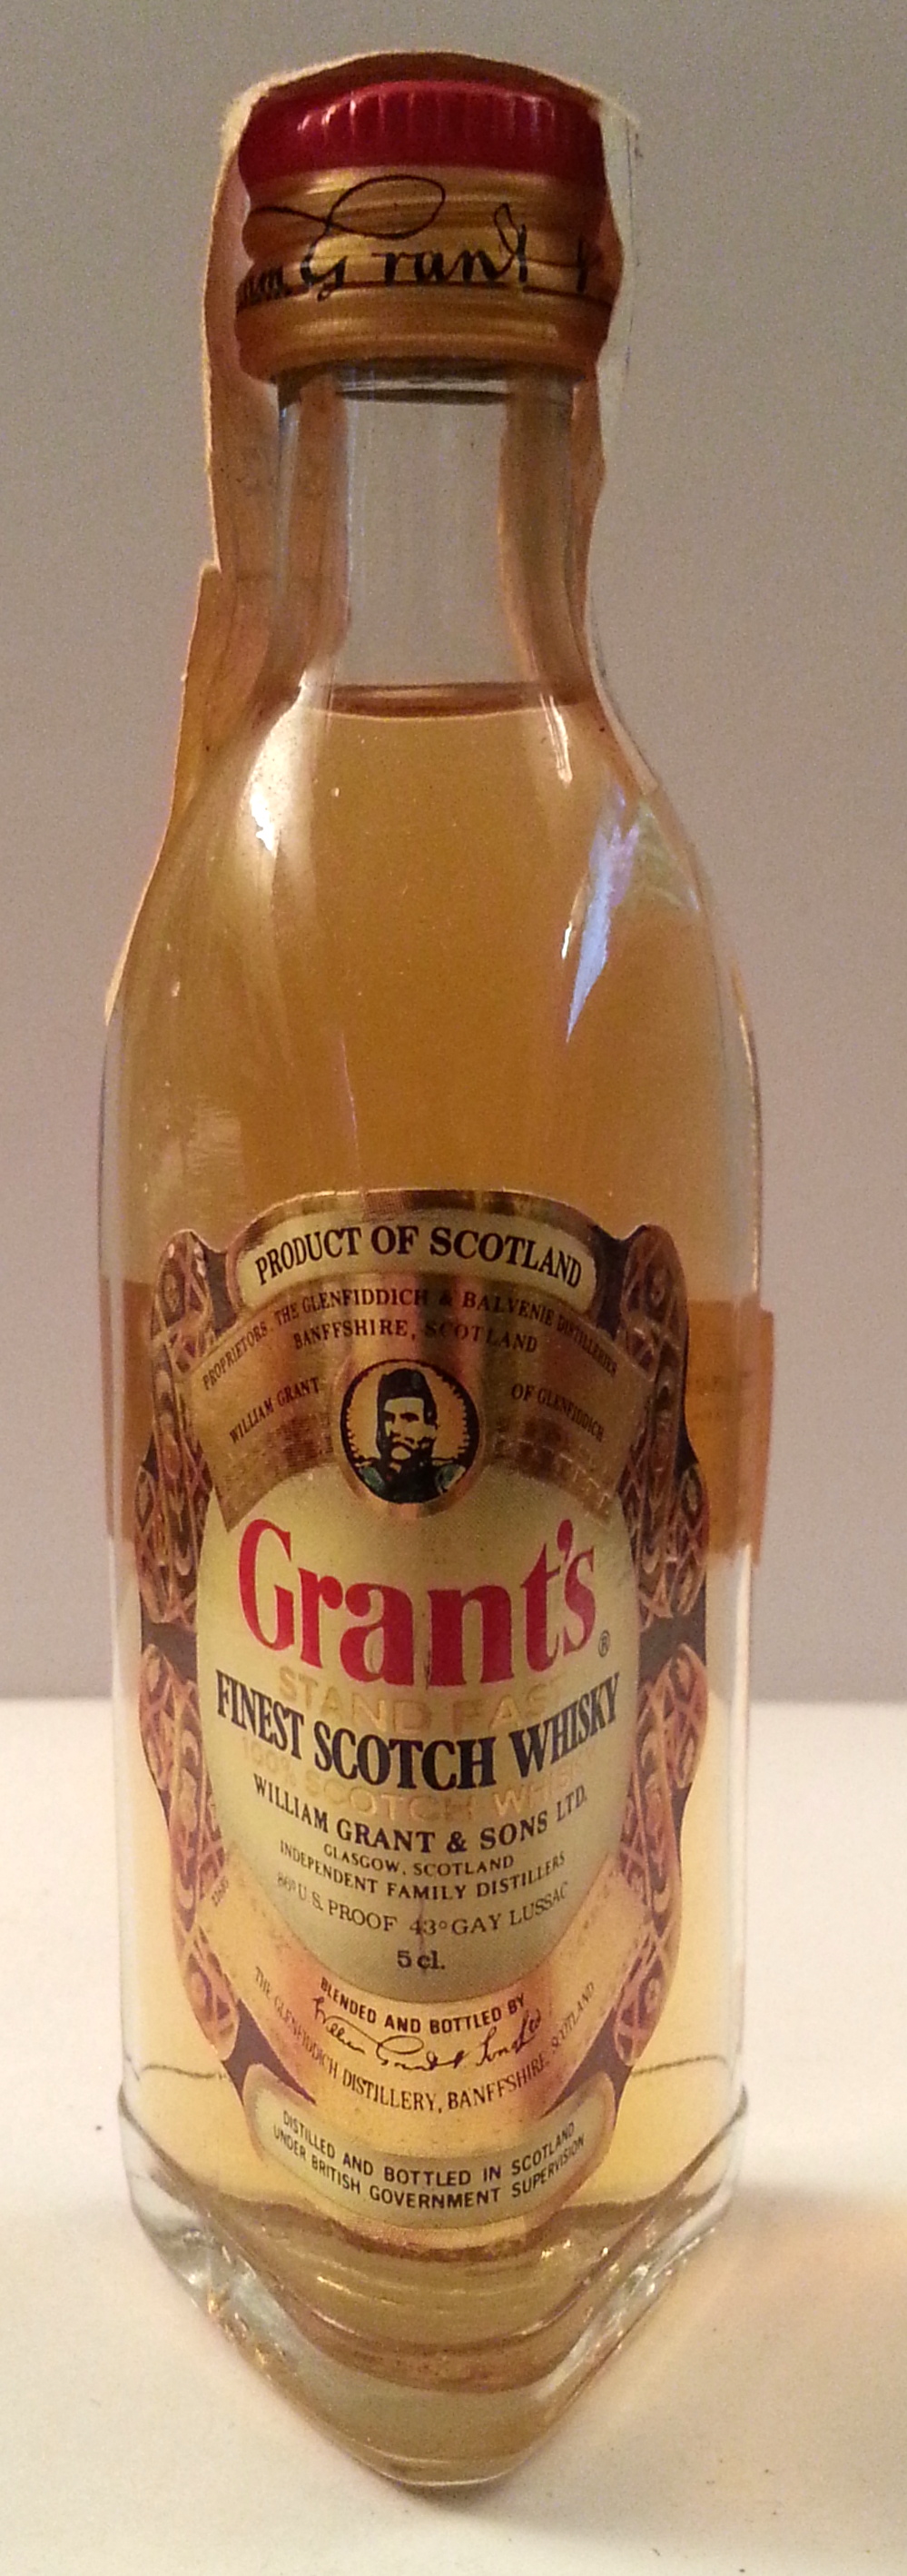 Grant
PRODUCT OF SCOTLAND
PROPRIETORS, THE GLENFIDDICH & BALVENIE DISTILLERIES
BANFFSHIRE, SCOTLAND
WILLIAM GRANT OF GLENFIDDICH
Grant's ®
STAND FAST
FINEST SCOTCH WHISKY
100% SCOTCH WHISKY
WILLIAM GRANT & SONS LTD.
GLASGOW, SCOTLAND
INDEPENDENT FAMILY DISTILLERS
86° U.S. PROOF 43° GAY LUSSAC
5 cl.
BLENDED AND BOTTLED BY
William Grant & Sons Ltd
THE GLENFIDDICH DISTILLERY, BANFFSHIRE, SCOTLAND
DISTILLED AND BOTTLED IN SCOTLAND
UNDER BRITISH GOVERNMENT SUPERVISION